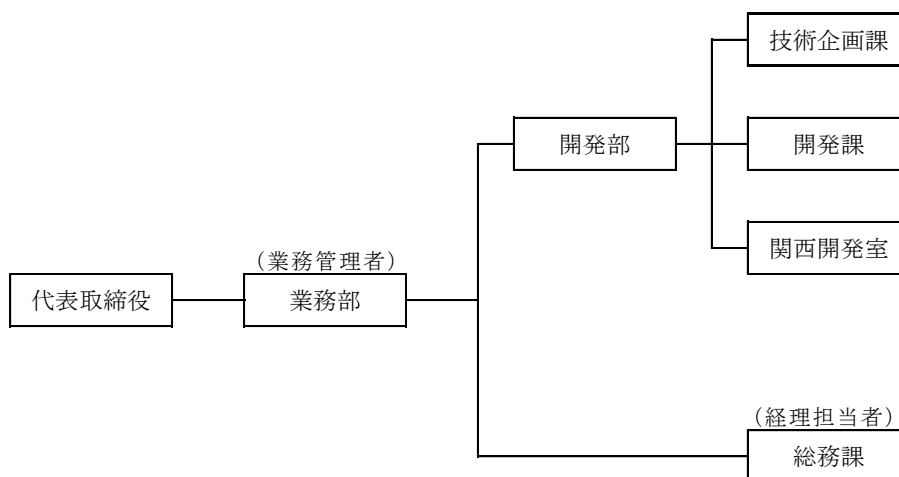 技術企画課
開発部
開発課
関西開発室
（業務管理者）
代表取締役
業務部
（経理担当者）
総務課